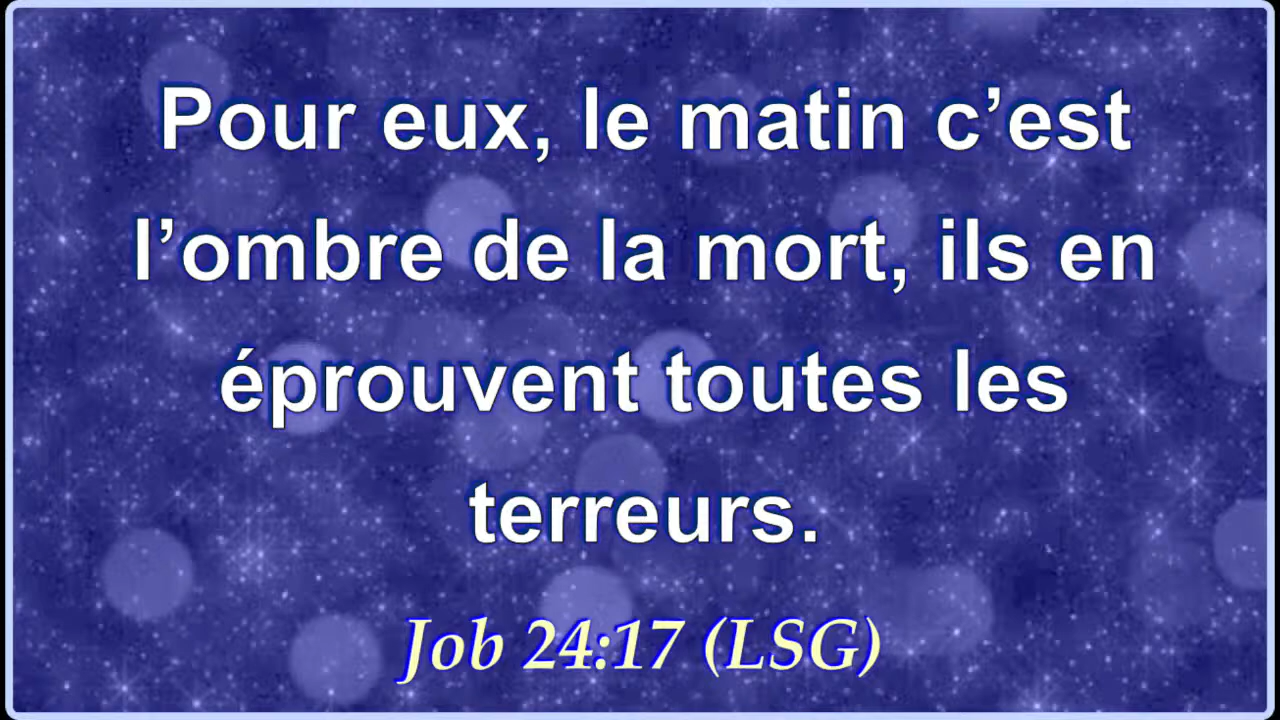 Pour eux, le matin c’est
l’ombre de la mort, ils en
éprouvent toutes les
terreurs.
Job 24:17 (LSG)